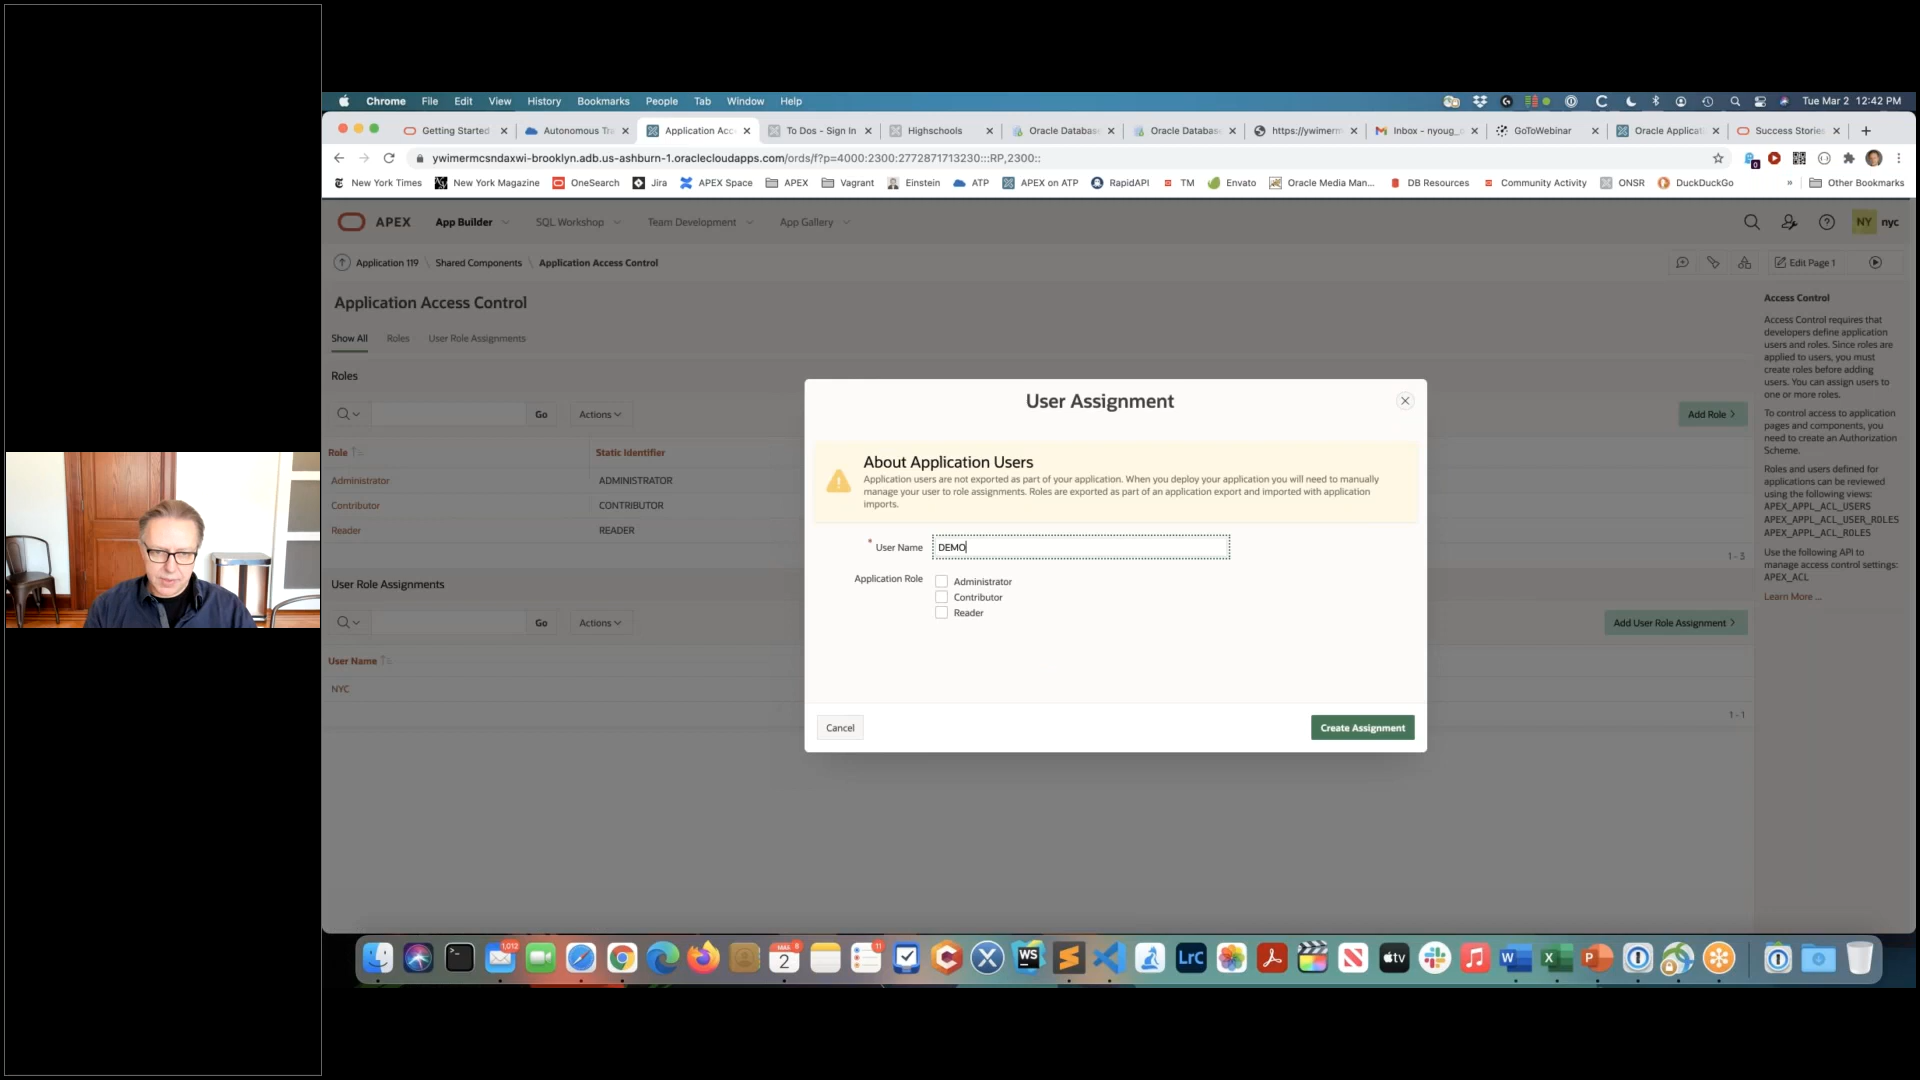 Chrome File Edit View History Bookmarks People Tab Window Help
Tue Mar 2 12:42 PM
Getting Started
Autonomous Tra
Application Acc
To Dos - Sign In
Highschools
Oracle Databas
Oracle Databas
https://ywimerm
Inbox - nyoug_
GoToWebinar
Oracle Applicat
Success Stories
ywimermcsndaxwi-brooklyn.adb.us-ashburn-1.oraclecloudapps.com/ords/f?p=4000:2300:2772871713230:::RP,2300::
New York Times New York Magazine OneSearch Jira APEX Space APEX Vagrant Einstein ATP APEX on ATP RapidAPI TM Envato Oracle Media Man... DB Resources Community Activity ONSR DuckDuckGo » Other Bookmarks
APEX App Builder SQL Workshop Team Development App Gallery
NY nyc
Application 119 \ Shared Components \ Application Access Control
Edit Page 1
Application Access Control
Show All Roles User Role Assignments
Roles
Go Actions
Add Role >
Role Static Identifier
Administrator ADMINISTRATOR
Contributor CONTRIBUTOR
Reader READER
1 - 3
User Role Assignments
Go Actions
Add User Role Assignment >
User Name
NYC
1 - 1
User Assignment
About Application Users
Application users are not exported as part of your application. When you deploy your application you will need to manually
manage your user to role assignments. Roles are exported as part of an application export and imported with application
imports.
* User Name DEMO
Application Role Administrator
Contributor
Reader
Cancel Create Assignment
Access Control
Access Control requires that
developers define application
users and roles. Since roles are
applied to users, you must
create roles before adding
users. You can assign users to
one or more roles.
To control access to application
pages and components, you
need to create an Authorization
Scheme.
Roles and users defined for
applications can be reviewed
using the following views:
APEX_APPL_ACL_USERS
APEX_APPL_ACL_USER_ROLES
APEX_APPL_ACL_ROLES
Use the following API to
manage access control settings:
APEX_ACL
Learn More ...
1,012
2
11
WS
LrC
tv
W
X
P